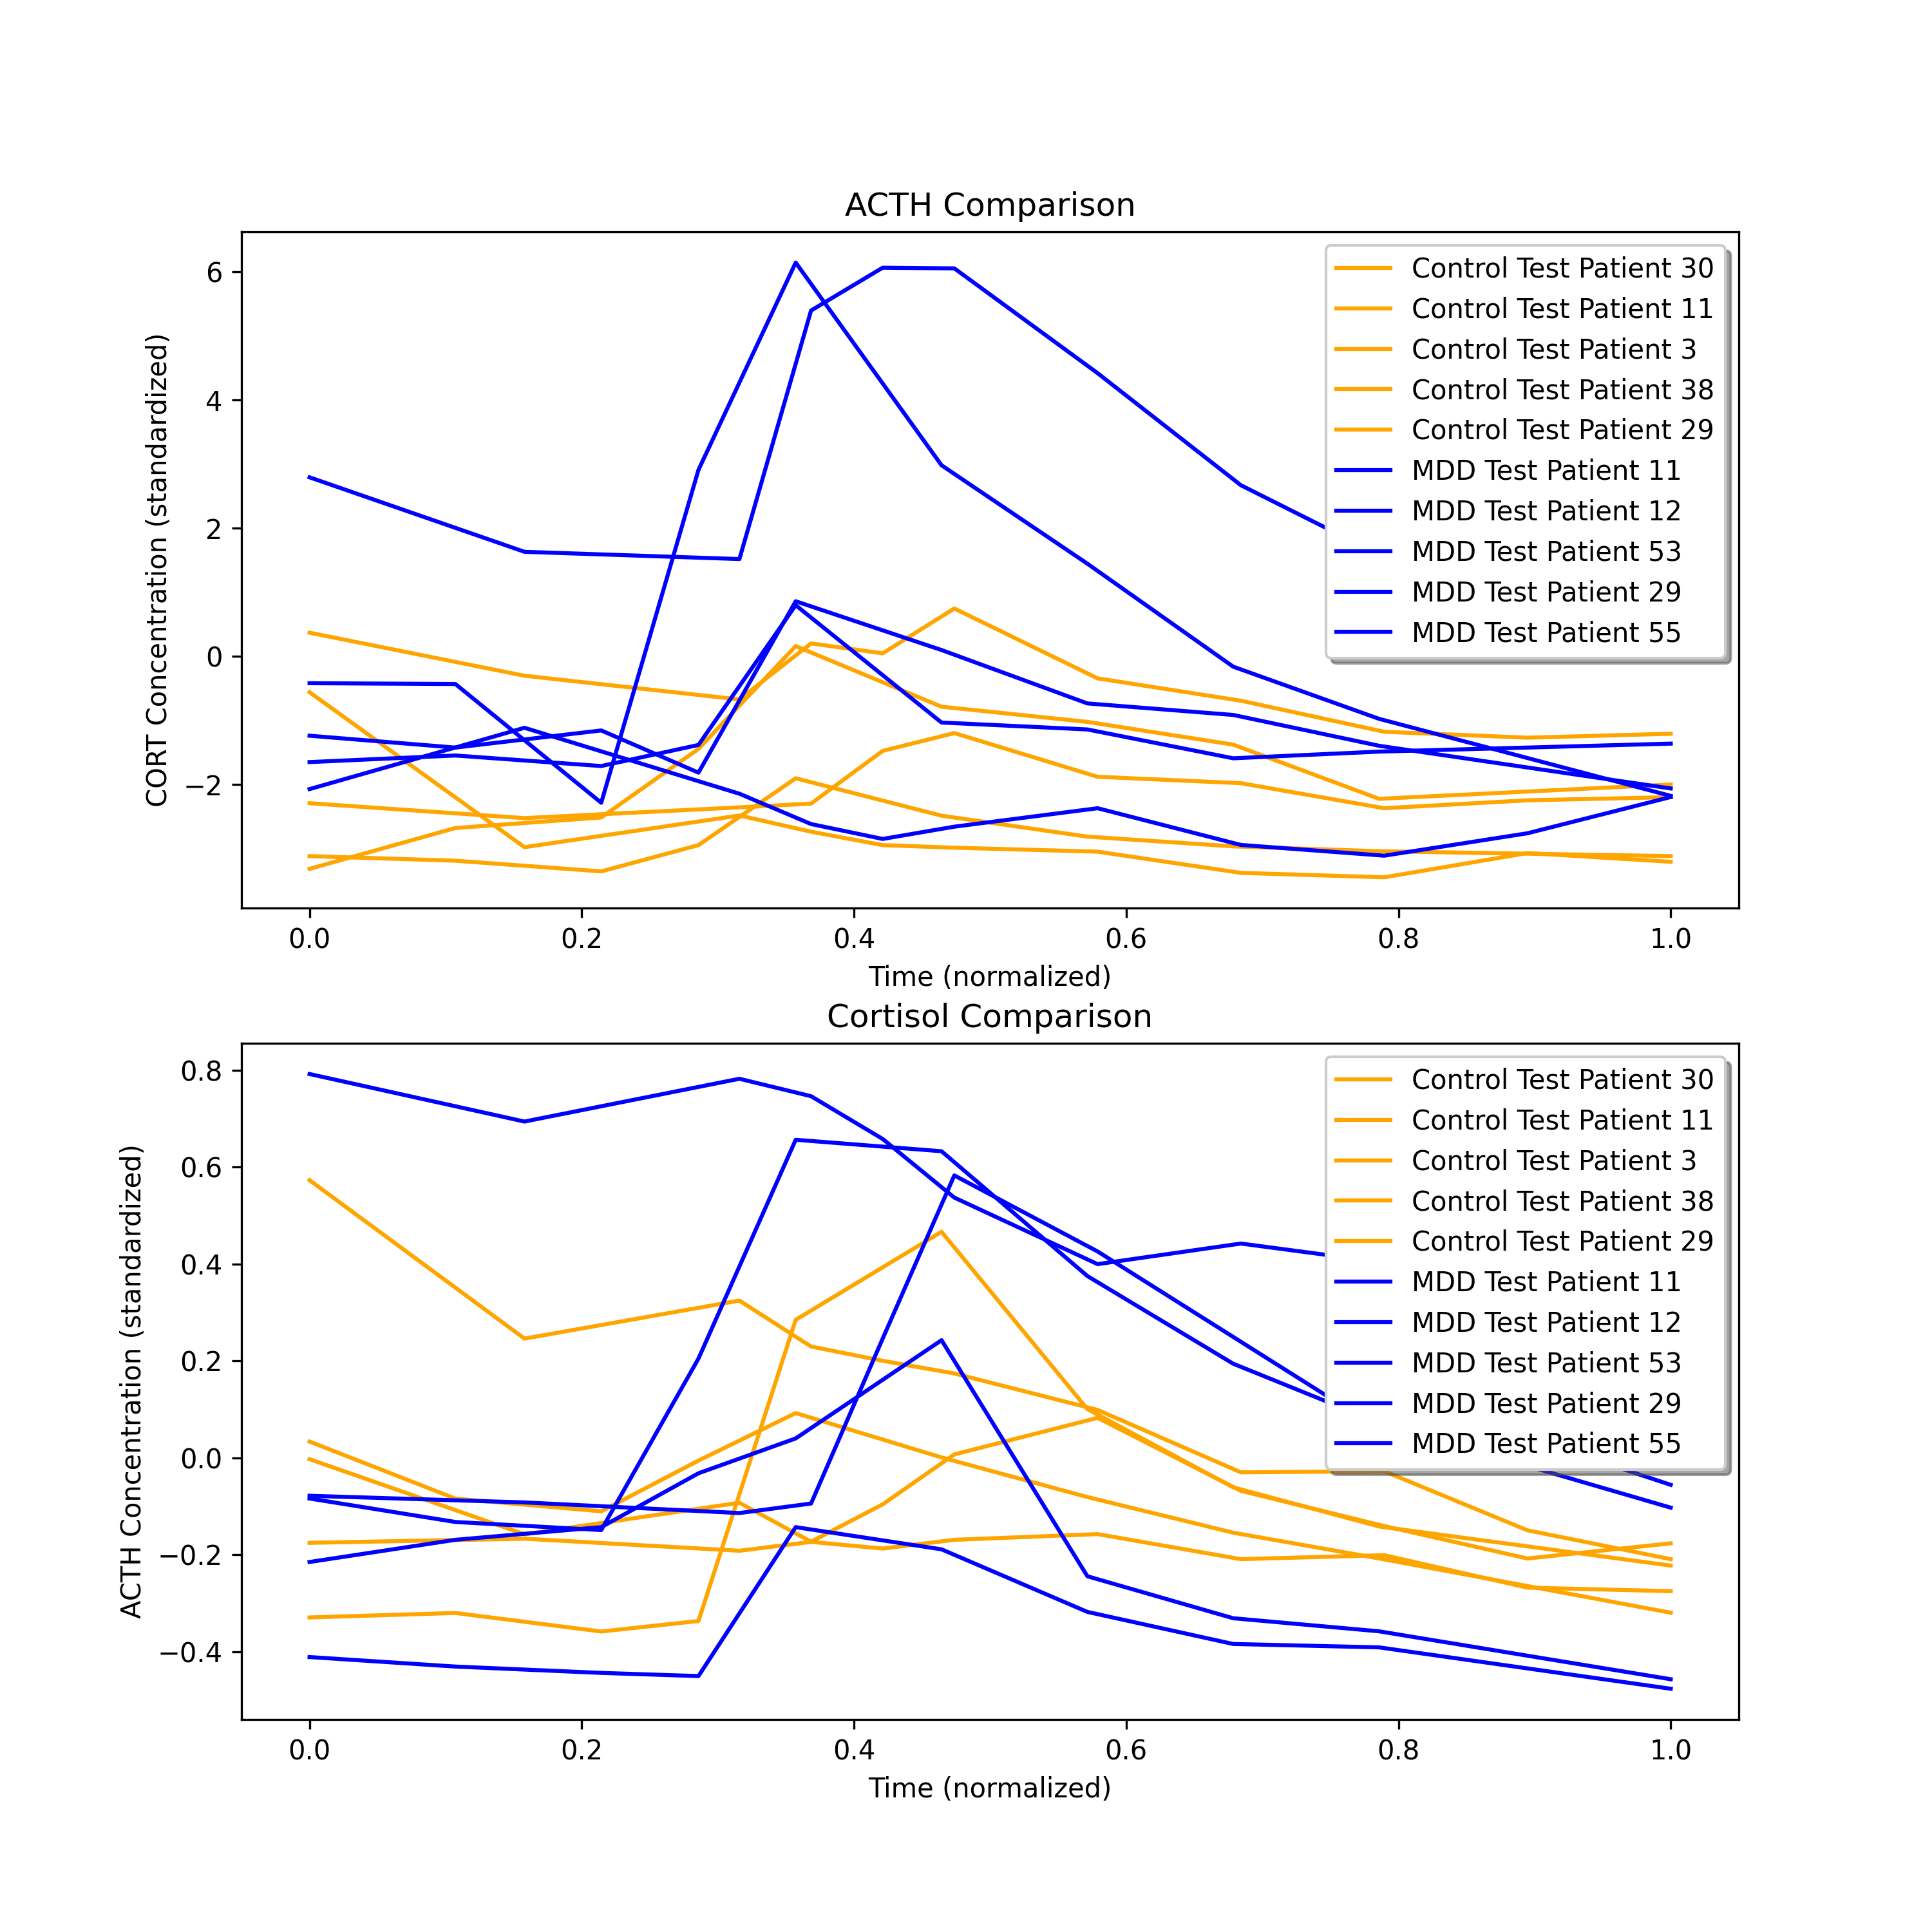 ACTH Comparison
CORT Concentration (standardized)
6
4
2
0
−2
Control Test Patient 30
Control Test Patient 11
Control Test Patient 3
Control Test Patient 38
Control Test Patient 29
MDD Test Patient 11
MDD Test Patient 12
MDD Test Patient 53
MDD Test Patient 29
MDD Test Patient 55
0.0 0.2 0.4 0.6 0.8 1.0
Time (normalized)
Cortisol Comparison
ACTH Concentration (standardized)
0.8
0.6
0.4
0.2
0.0
−0.2
−0.4
Control Test Patient 30
Control Test Patient 11
Control Test Patient 3
Control Test Patient 38
Control Test Patient 29
MDD Test Patient 11
MDD Test Patient 12
MDD Test Patient 53
MDD Test Patient 29
MDD Test Patient 55
0.0 0.2 0.4 0.6 0.8 1.0
Time (normalized)